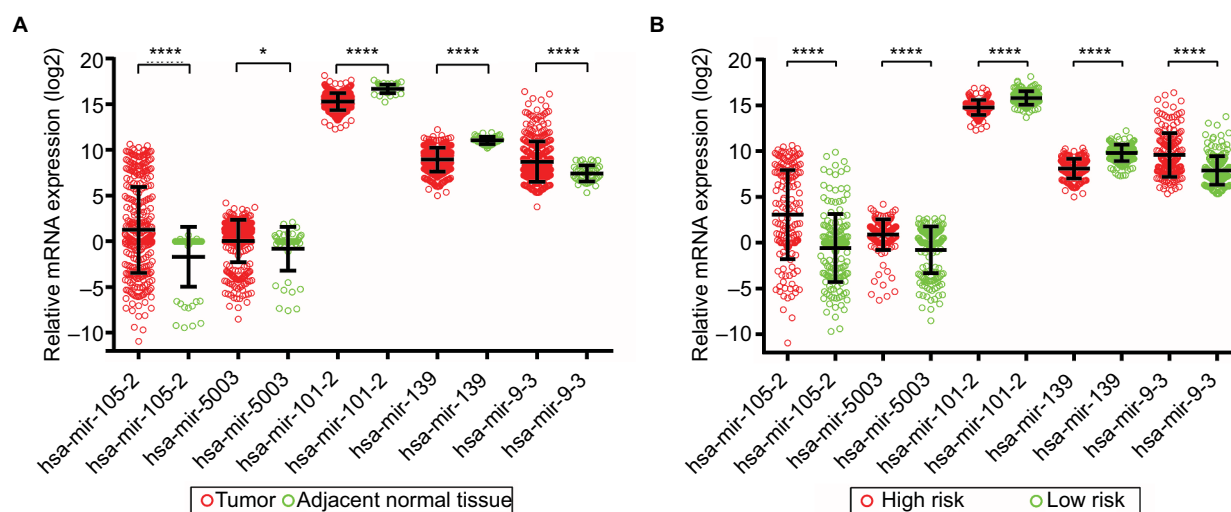 A
**** * **** **** ****
Relative mRNA expression (log2)
20
15
10
5
0
–5
–10
hsa-mir-105-2
hsa-mir-105-2
hsa-mir-5003
hsa-mir-5003
hsa-mir-101-2
hsa-mir-101-2
hsa-mir-139
hsa-mir-139
hsa-mir-9-3
hsa-mir-9-3
Tumor Adjacent normal tissue
B
**** **** **** **** ****
Relative mRNA expression (log2)
20
15
10
5
0
–5
–10
hsa-mir-105-2
hsa-mir-105-2
hsa-mir-5003
hsa-mir-5003
hsa-mir-101-2
hsa-mir-101-2
hsa-mir-139
hsa-mir-139
hsa-mir-9-3
hsa-mir-9-3
High risk Low risk